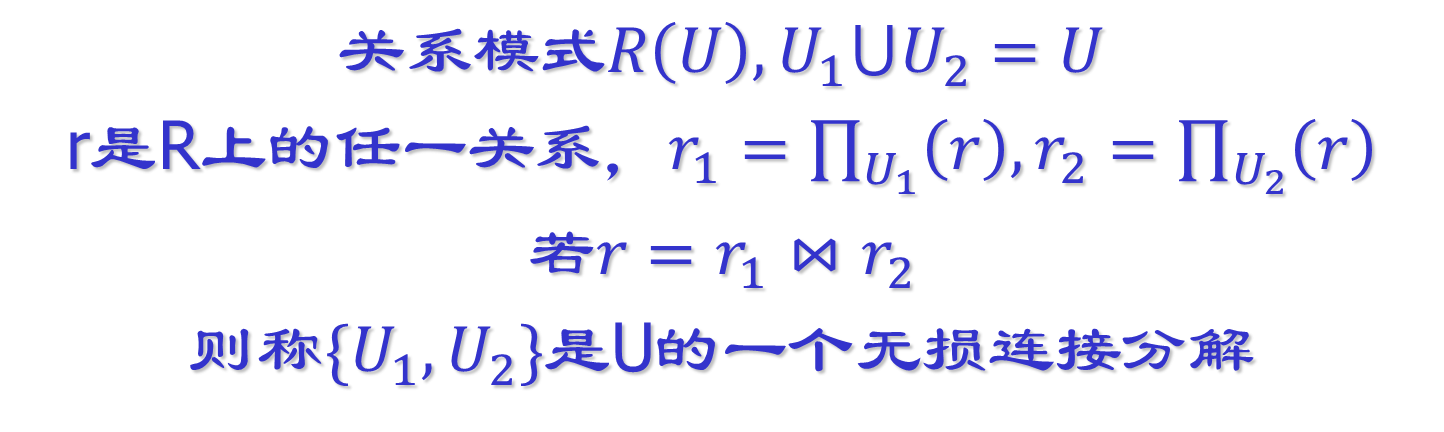 关系模式R(U), U₁⋃U₂ = U
r是R上的任一关系，r₁ = ∏_{U₁}(r), r₂ = ∏_{U₂}(r)
若r = r₁ ⋈ r₂
则称{U₁, U₂}是U的一个无损连接分解